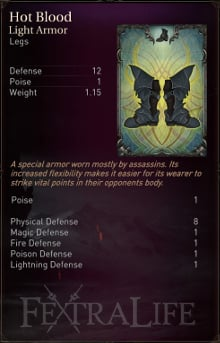 Hot Blood
Light Armor
Legs
Defense 12
Poise 1
Weight 1.15
A special armor worn mostly by assassins. Its
increased flexibility makes it easier for its wearer to
strike vital points in their opponents body.
Poise 1
Physical Defense 8
Magic Defense 1
Fire Defense 1
Poison Defense 1
Lightning Defense 1
FEXTRALIFE